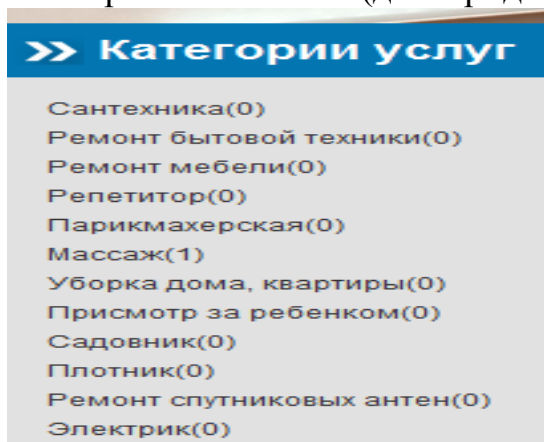 >> Категории услуг
Сантехника(0)
Ремонт бытовой техники(0)
Ремонт мебели(0)
Репетитор(0)
Парикмахерская(0)
Массаж(1)
Уборка дома, квартиры(0)
Присмотр за ребенком(0)
Садовник(0)
Плотник(0)
Ремонт спутниковых антен(0)
Электрик(0)